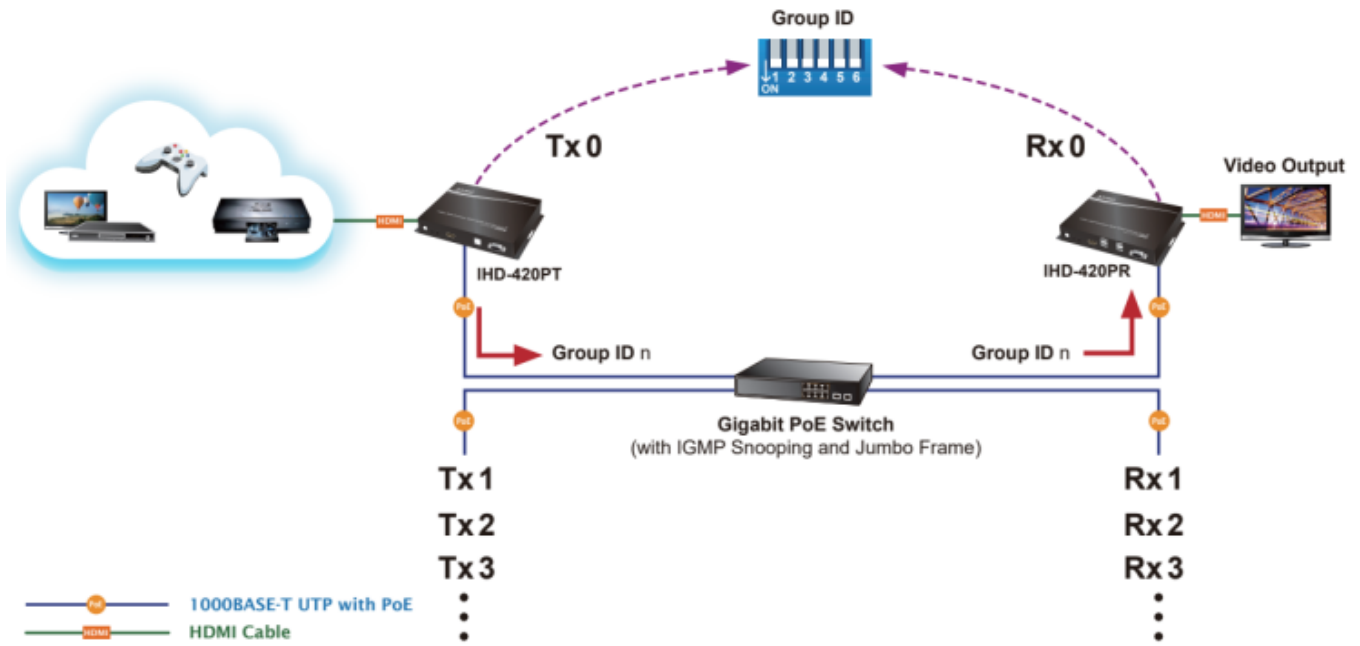 Group ID
ON
1 2 3 4 5 6
Tx 0
Rx 0
Video Output
HDMI
HDMI
IHD-420PT
IHD-420PR
PoE
PoE
Group ID n
Group ID n
Gigabit PoE Switch
(with IGMP Snooping and Jumbo Frame)
PoE
PoE
Tx 1
Rx 1
Tx 2
Rx 2
Tx 3
Rx 3
PoE
1000BASE-T UTP with PoE
HDMI
HDMI Cable